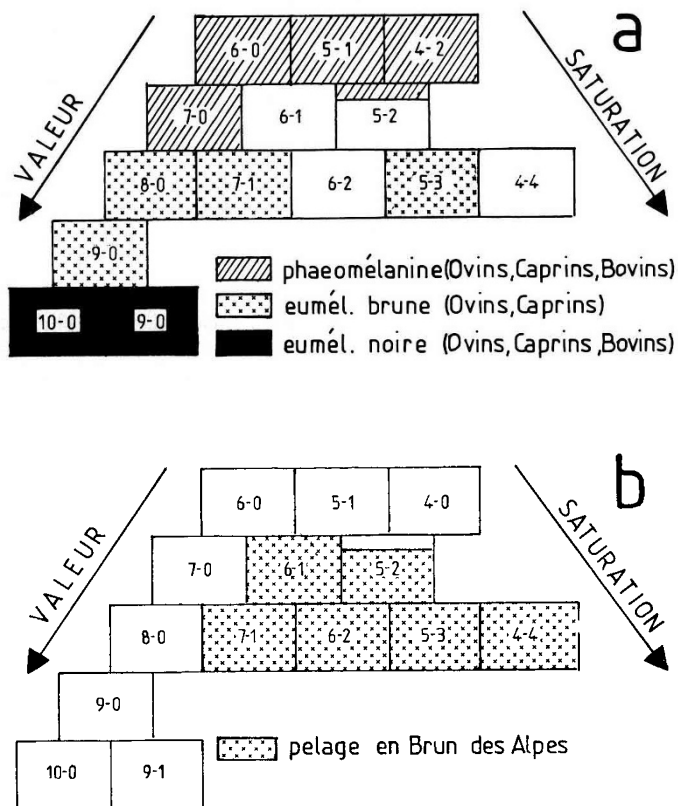 a
VALEUR
SATURATION
6-0 5-1 4-2
7-0 6-1 5-2
8-0 7-1 6-2 5-3 4-4
9-0
10-0 9-0
phaeomélanine(Ovins,Caprins,Bovins)
eumél. brune (Ovins,Caprins)
eumél. noire (Ovins,Caprins,Bovins)
b
VALEUR
SATURATION
6-0 5-1 4-0
7-0 6-1 5-2
8-0 7-1 6-2 5-3 4-4
9-0
10-0 9-1
pelage en Brun des Alpes